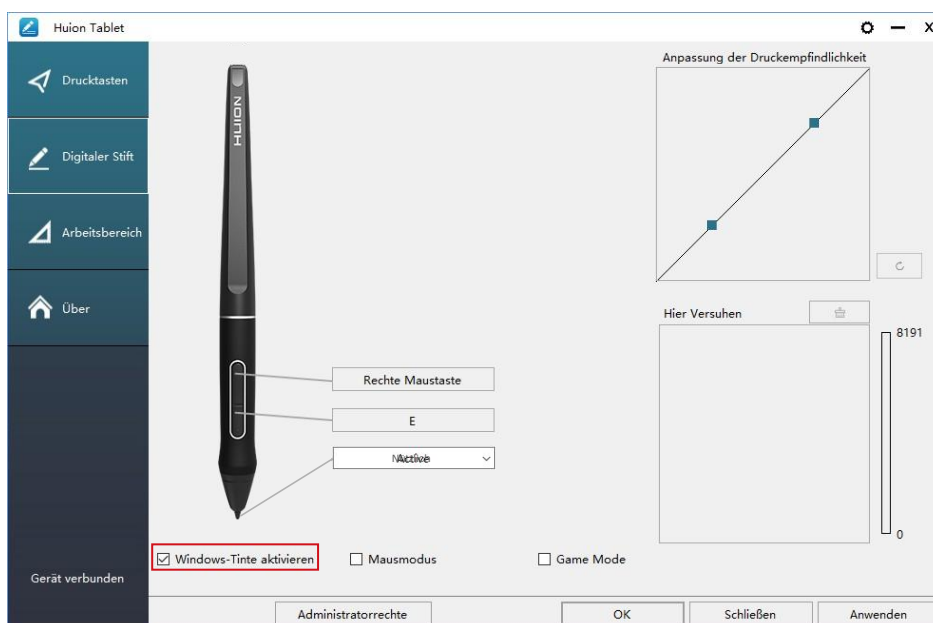 Huion Tablet
Drucktasten
Digitaler Stift
Arbeitsbereich
Über
Gerät verbunden
HUION
Rechte Maustaste
E
Active
Windows-Tinte aktivieren
Mausmodus
Game Mode
Anpassung der Druckempfindlichkeit
Hier Versuhen
8191
0
Administratorrechte
OK
Schließen
Anwenden